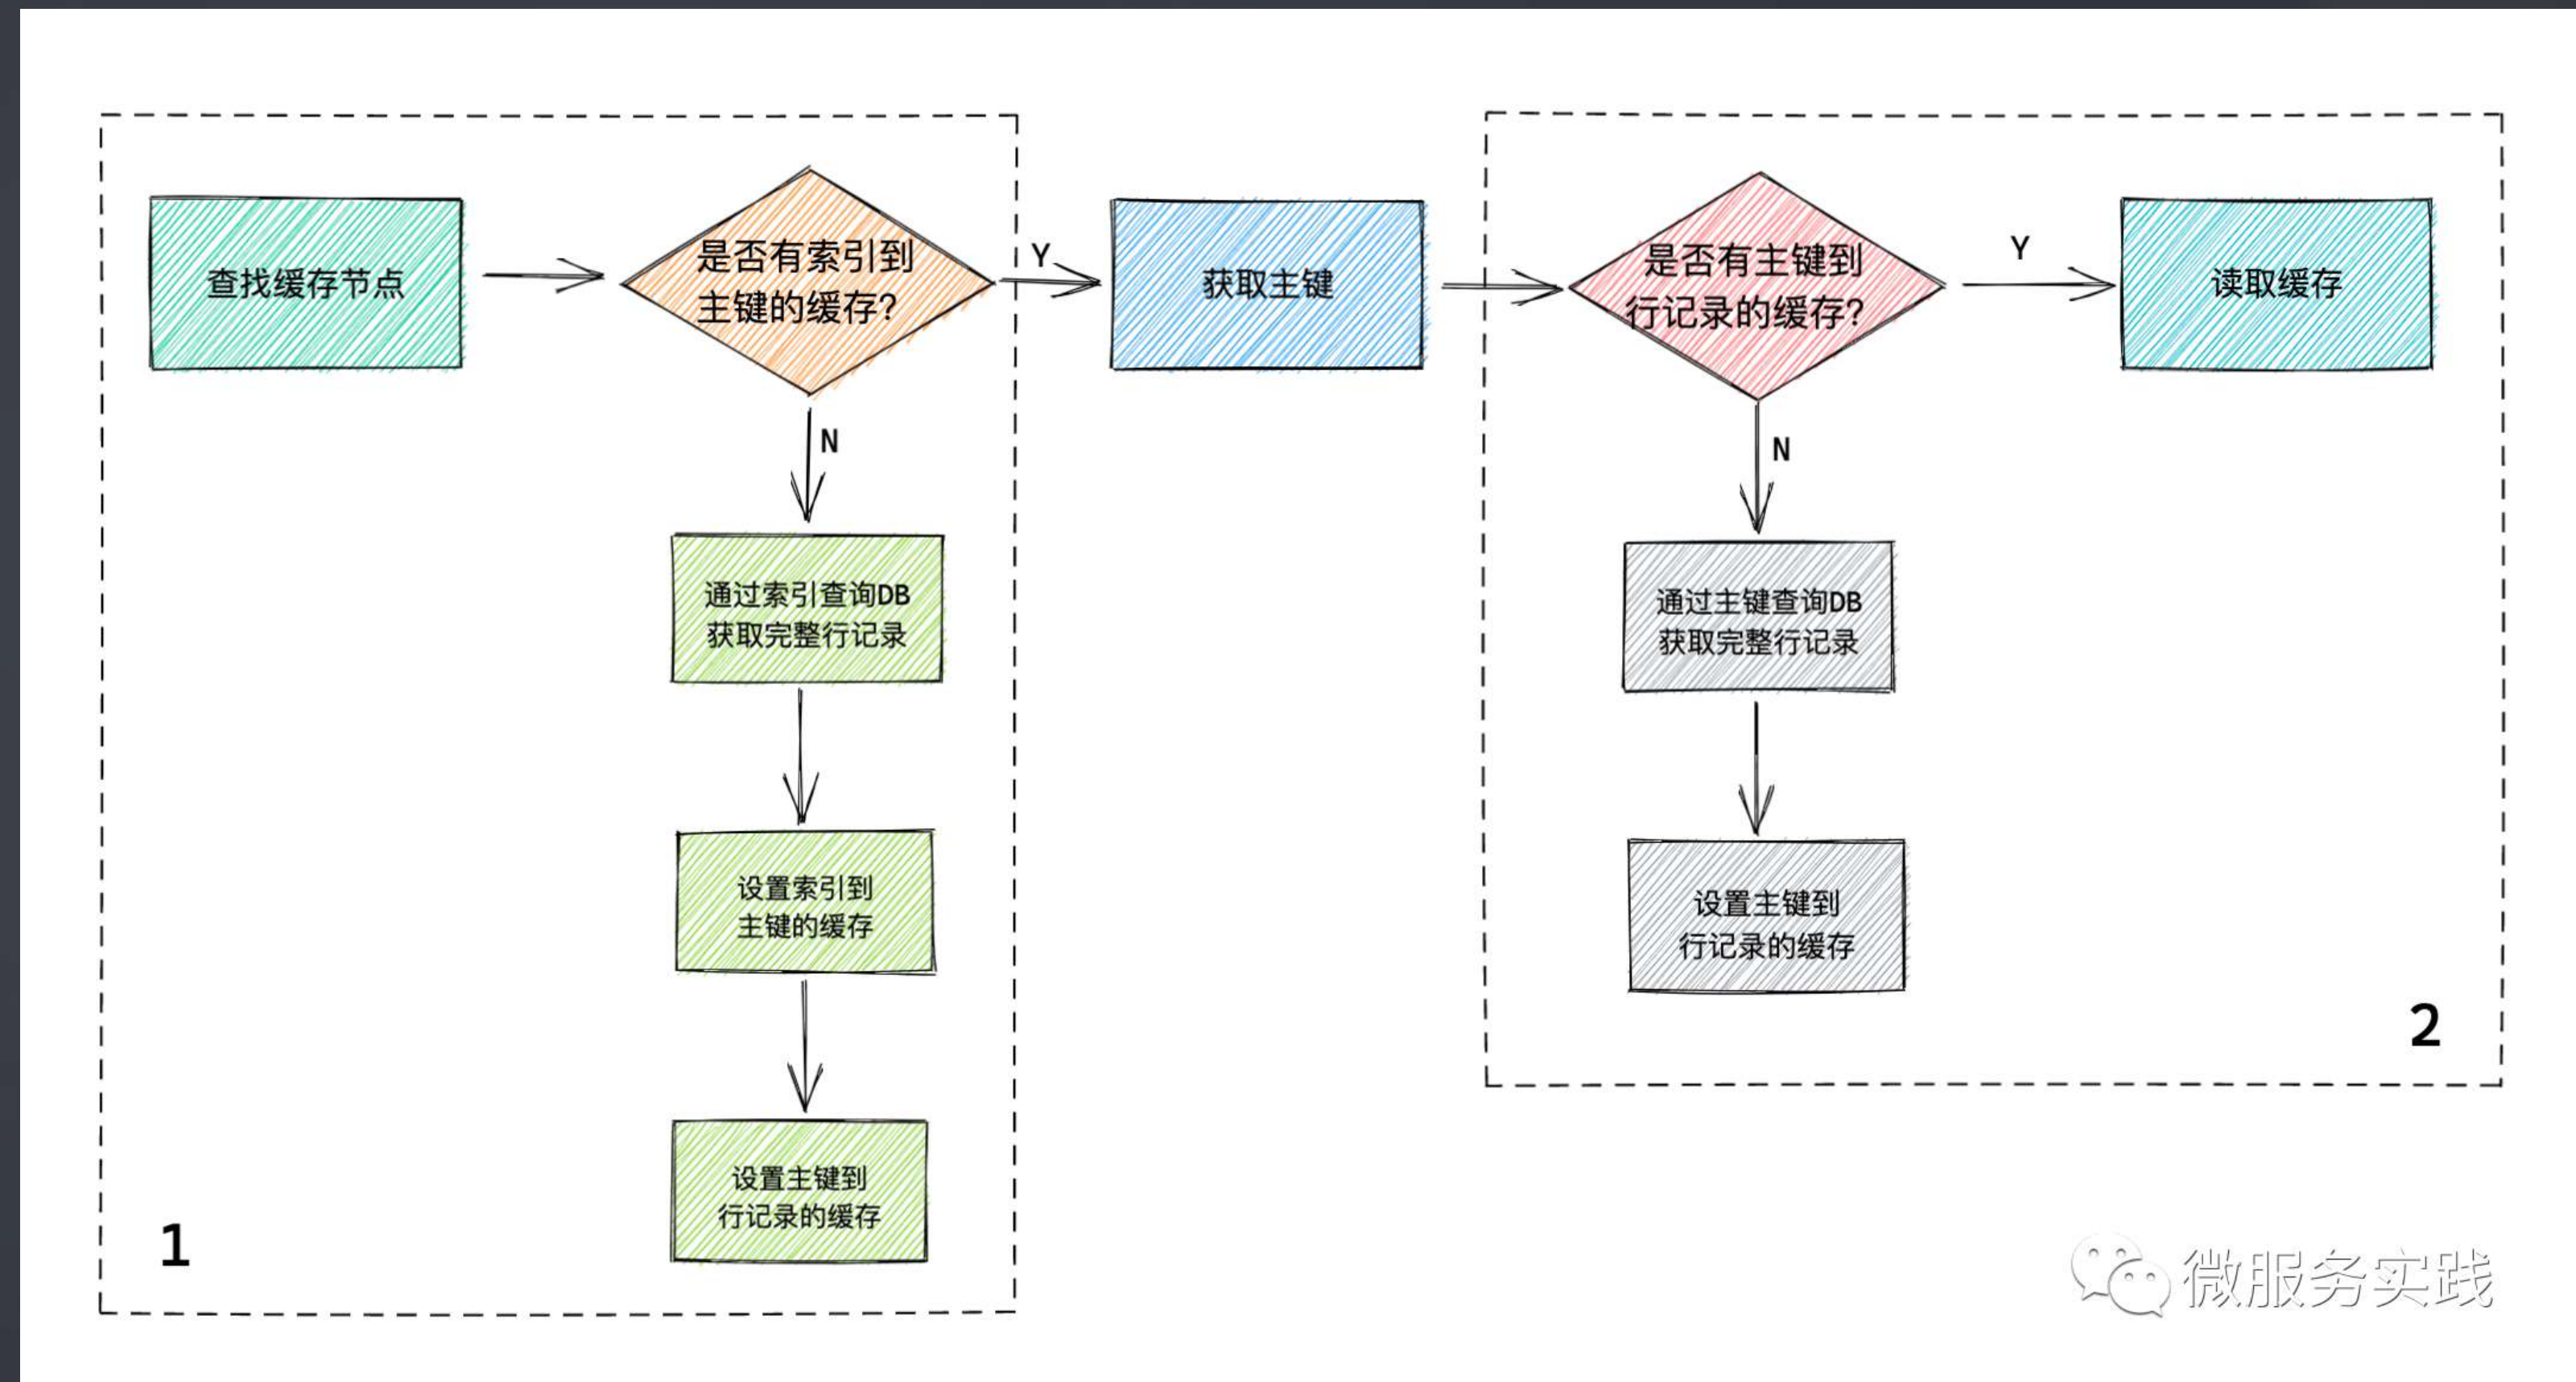 查找缓存节点
是否有索引到
主键的缓存?
Y
获取主键
是否有主键到
行记录的缓存?
Y
读取缓存
N
通过索引查询DB
获取完整行记录
设置索引到
主键的缓存
设置主键到
行记录的缓存
1
N
通过主键查询DB
获取完整行记录
设置主键到
行记录的缓存
2
微服务实践